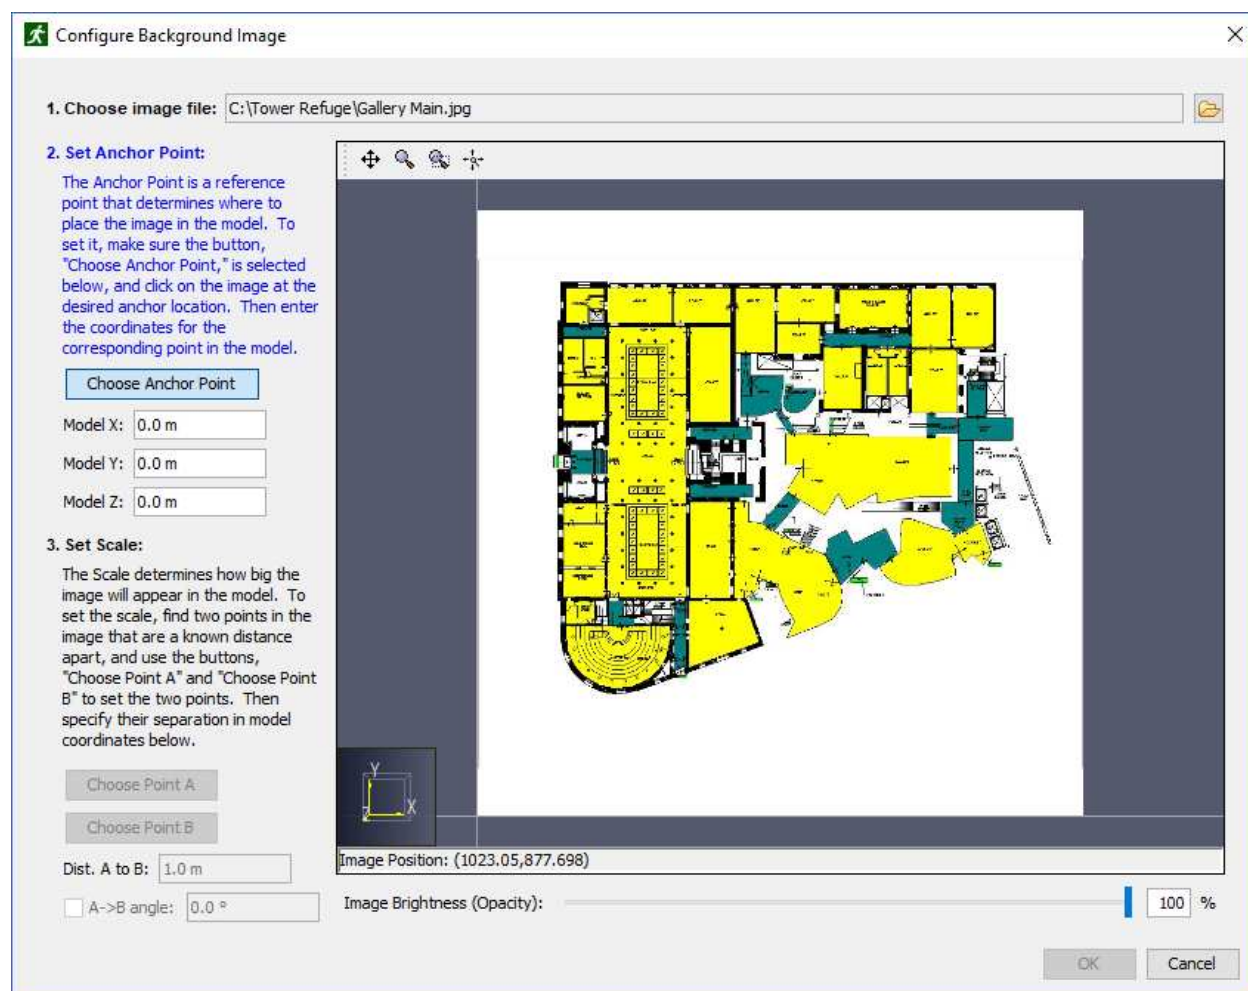 Configure Background Image
1. Choose image file: C:\Tower Refuge\Gallery Main.jpg
2. Set Anchor Point:
The Anchor Point is a reference
point that determines where to
place the image in the model. To
set it, make sure the button,
"Choose Anchor Point," is selected
below, and click on the image at the
desired anchor location. Then enter
the coordinates for the
corresponding point in the model.
Choose Anchor Point
Model X: 0.0 m
Model Y: 0.0 m
Model Z: 0.0 m
3. Set Scale:
The Scale determines how big the
image will appear in the model. To
set the scale, find two points in the
image that are a known distance
apart, and use the buttons,
"Choose Point A" and "Choose Point
B" to set the two points. Then
specify their separation in model
coordinates below.
Choose Point A
Choose Point B
Dist. A to B: 1.0 m
A->B angle: 0.0 °
Y
Z
X
Image Position: (1023.05,877.698)
Image Brightness (Opacity): 100 %
OK
Cancel